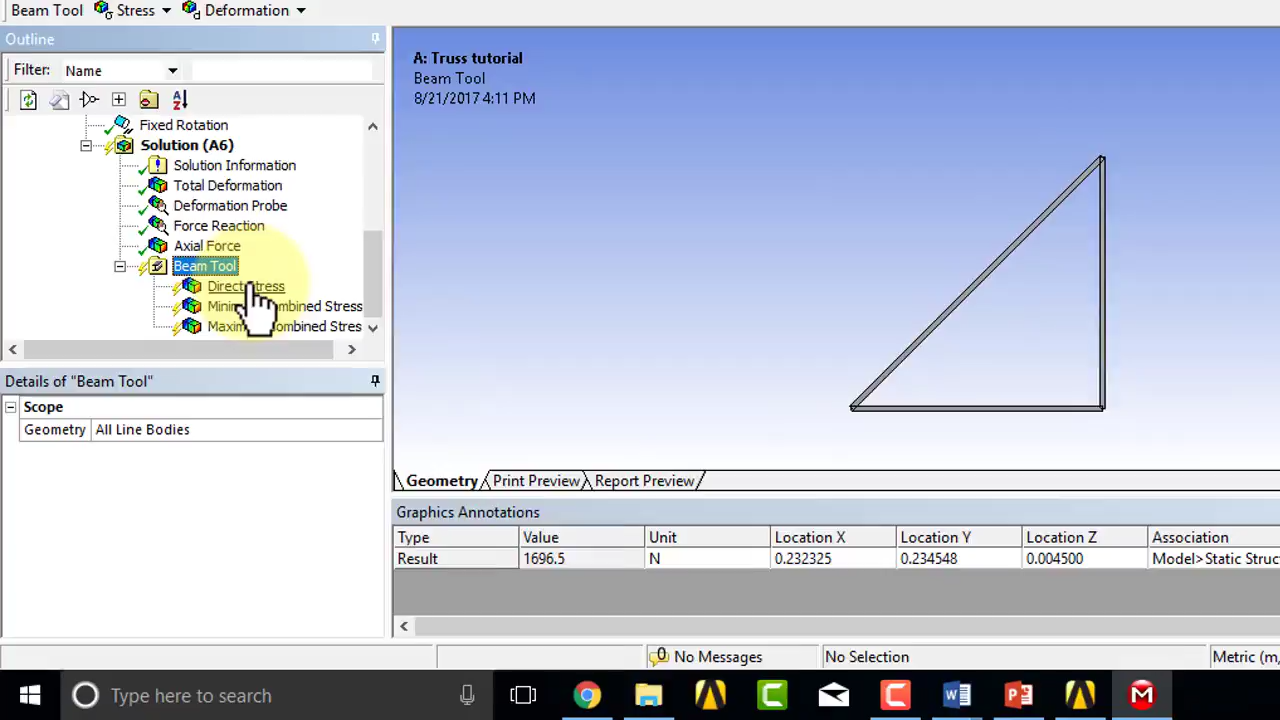 Beam Tool Stress Deformation
Outline
Filter: Name
Fixed Rotation
Solution (A6)
Solution Information
Total Deformation
Deformation Probe
Force Reaction
Axial Force
Beam Tool
Direct Stress
Combined Stress
Combined Stres
Details of "Beam Tool"
Scope
Geometry All Line Bodies
A: Truss tutorial
Beam Tool
8/21/2017 4:11 PM
Geometry Print Preview Report Preview
Graphics Annotations
Type Value Unit Location X Location Y Location Z Association
Result 1696.5 N 0.232325 0.234548 0.004500 Model>Static Struc
0 No Messages No Selection Metric (m,
Type here to search